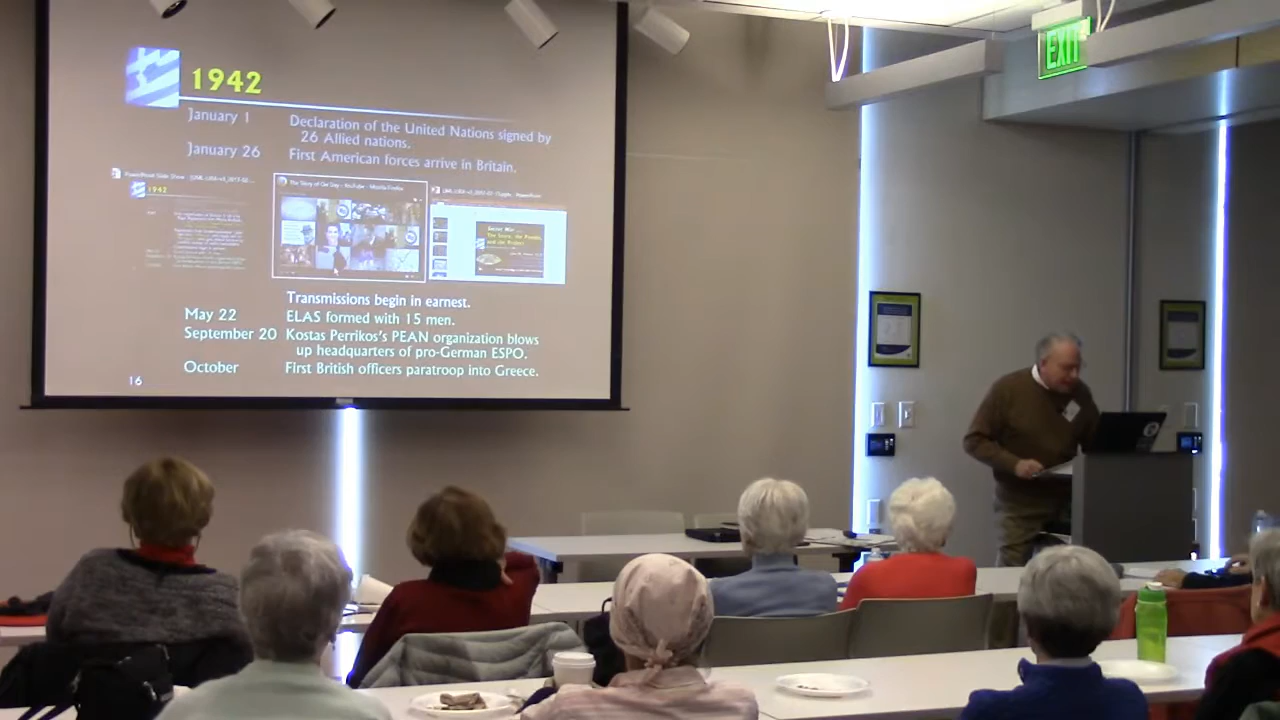 1942
January 1 Declaration of the United Nations signed by
26 Allied nations.
January 26 First American forces arrive in Britain.
1942
Transmissions begin in earnest.
May 22 ELAS formed with 15 men.
September 20 Kostas Perrikos's PEAN organization blows
up headquarters of pro-German ESPO.
October First British officers paratroop into Greece.
16
EXIT